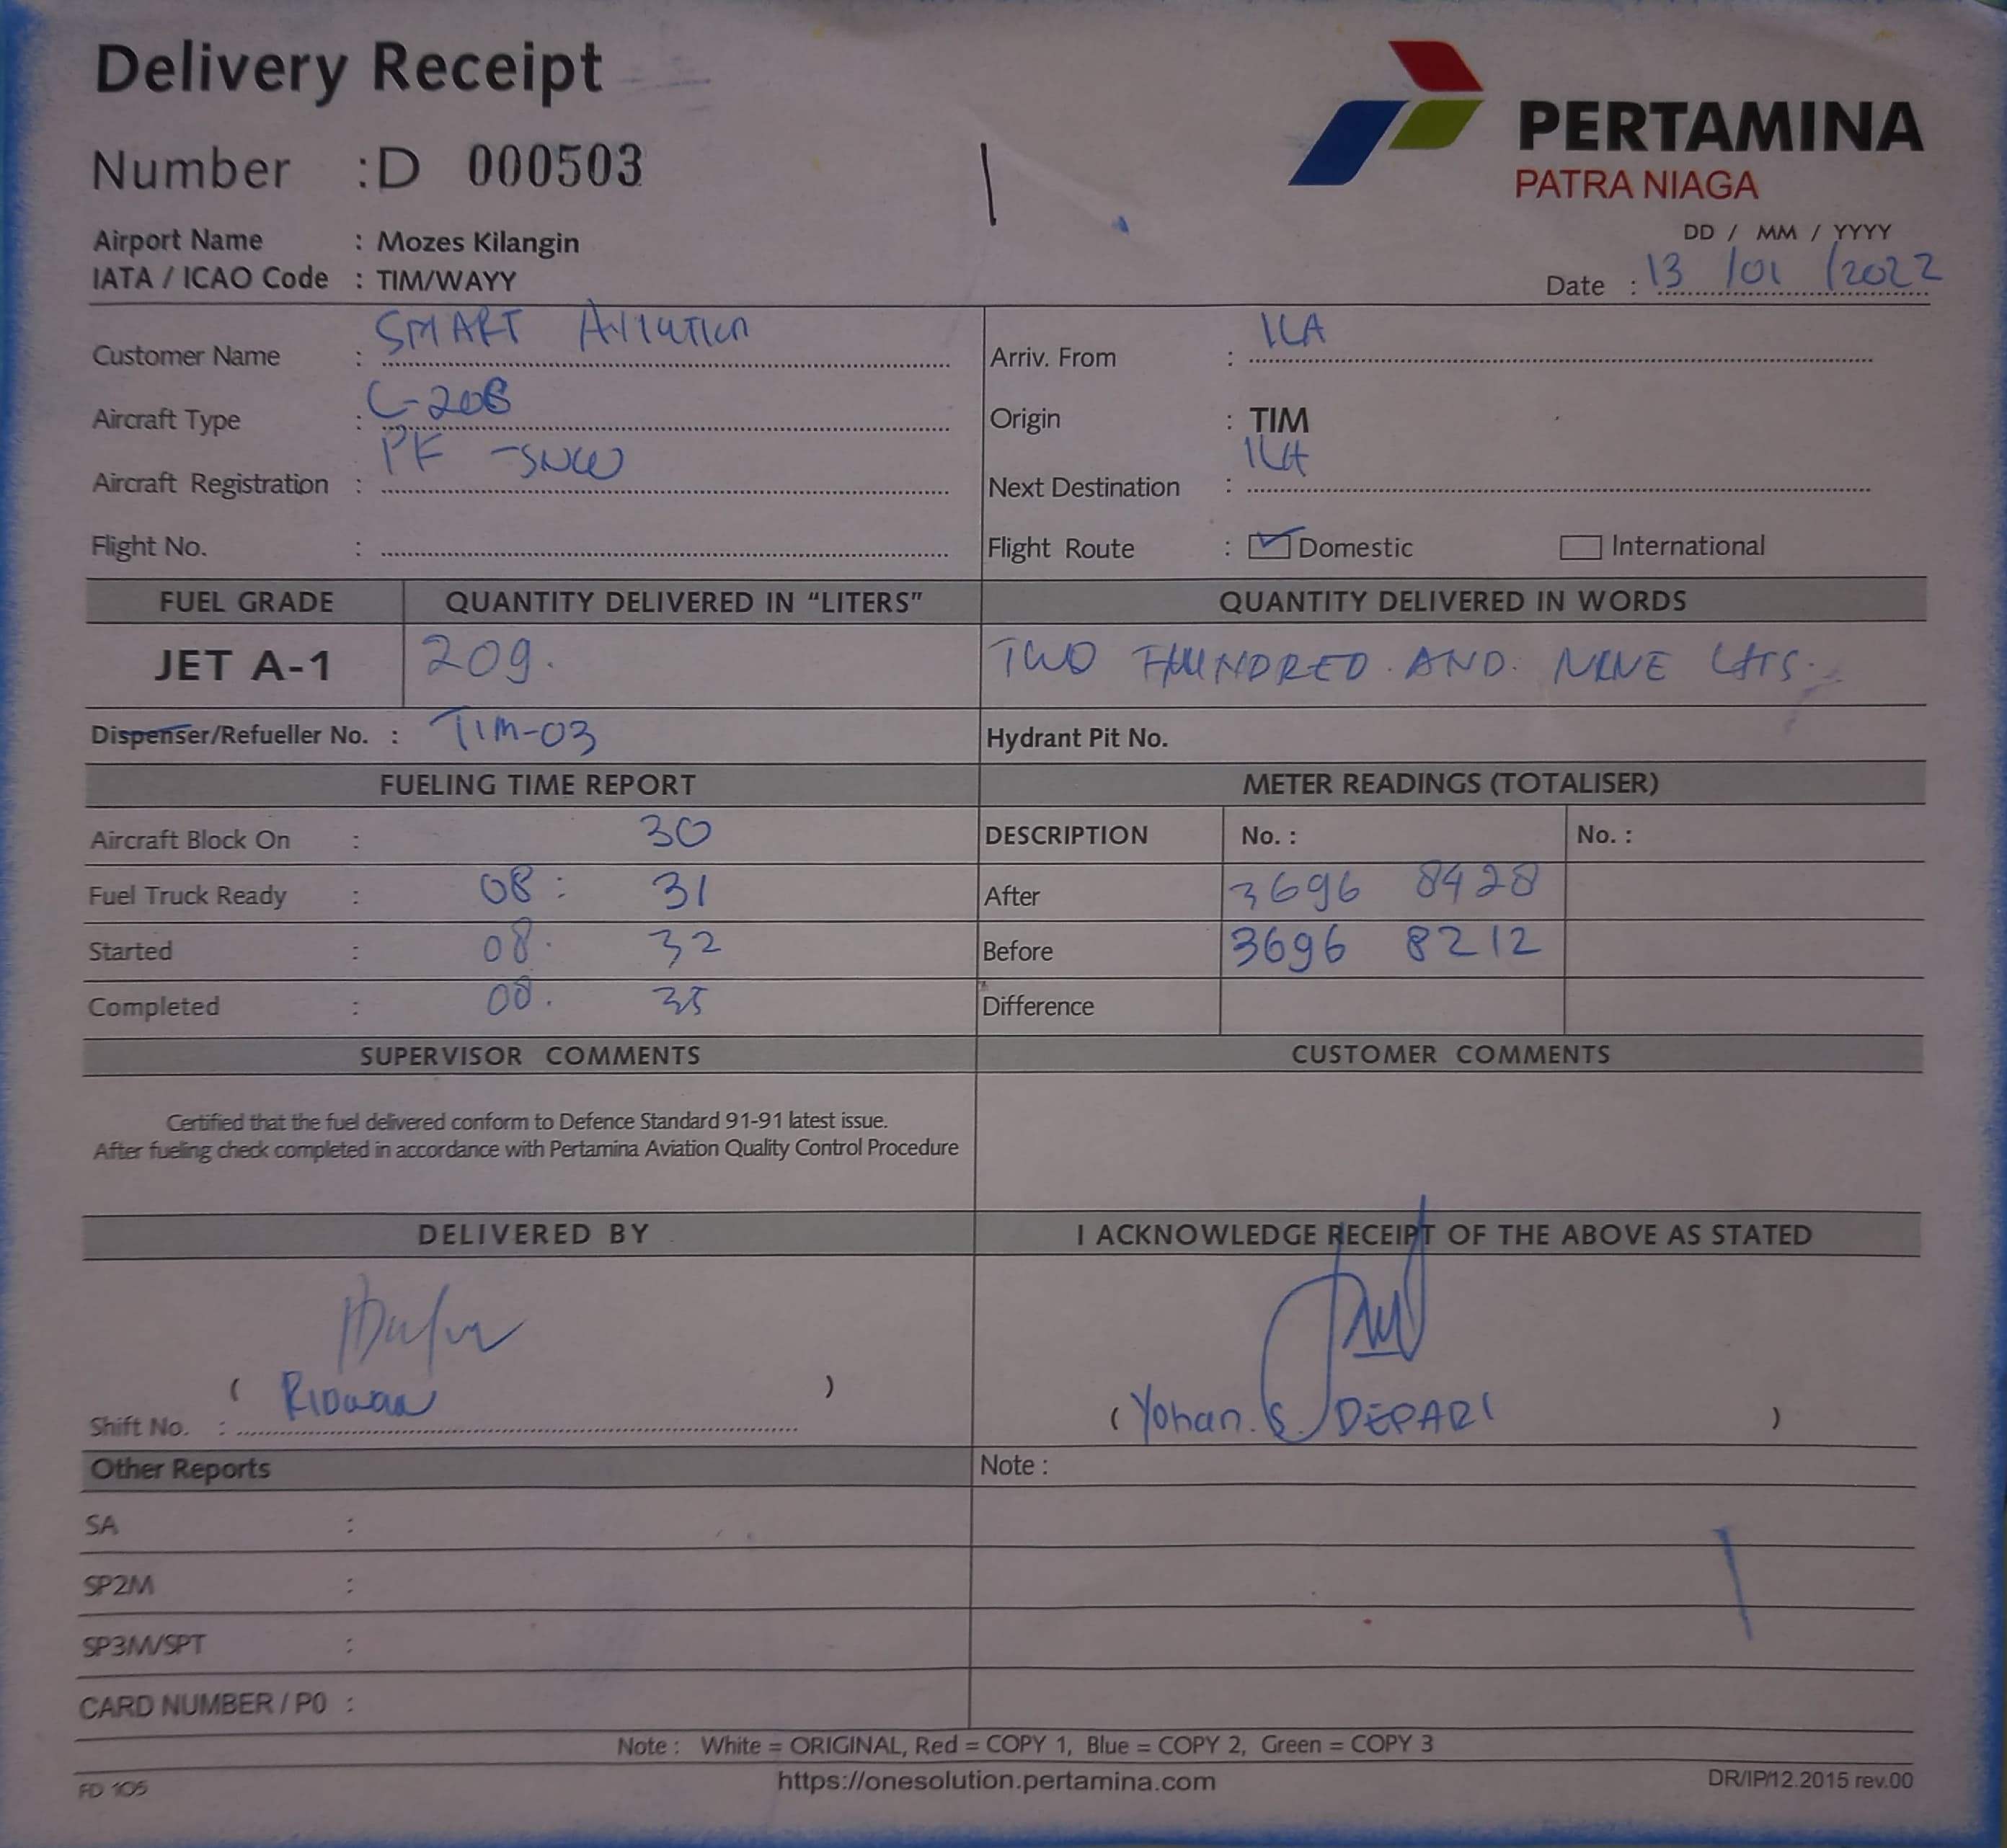 Delivery Receipt
Number : D 000503
PERTAMINA
PATRA NIAGA
Airport Name : Mozes Kilangin
IATA / ICAO Code : TIM/WAYY
DD / MM / YYYY
Date : 13 / 01 / 2022
Customer Name : SMART Aviation
Arriv. From : ILA
Aircraft Type : C-208
Origin : TIM
Aircraft Registration : PK - SNW
Next Destination : ILA
Flight No. :
Flight Route : Domestic International
FUEL GRADE QUANTITY DELIVERED IN “LITERS” QUANTITY DELIVERED IN WORDS
JET A-1 209. TWO HUNDRED AND. NINE LTS.
Dispenser/Refueller No. : TIM-03 Hydrant Pit No.
FUELING TIME REPORT METER READINGS (TOTALISER)
Aircraft Block On : 30 DESCRIPTION No. : No. :
Fuel Truck Ready : 08 : 31 After 3696 8428
Started : 08. 32 Before 3696 8212
Completed : 08. 35 Difference
SUPERVISOR COMMENTS CUSTOMER COMMENTS
Certified that the fuel delivered conform to Defence Standard 91-91 latest issue.
After fueling check completed in accordance with Pertamina Aviation Quality Control Procedure
DELIVERED BY I ACKNOWLEDGE RECEIPT OF THE ABOVE AS STATED
( Ridwan ) ( Yohan. S. DEPARI )
Shift No. :
Other Reports Note :
SA :
SP2M :
SP3M/SPT :
CARD NUMBER / PO :
Note : White = ORIGINAL, Red = COPY 1, Blue = COPY 2, Green = COPY 3
FD 105 https://onesolution.pertamina.com DR/IP/12.2015 rev.00